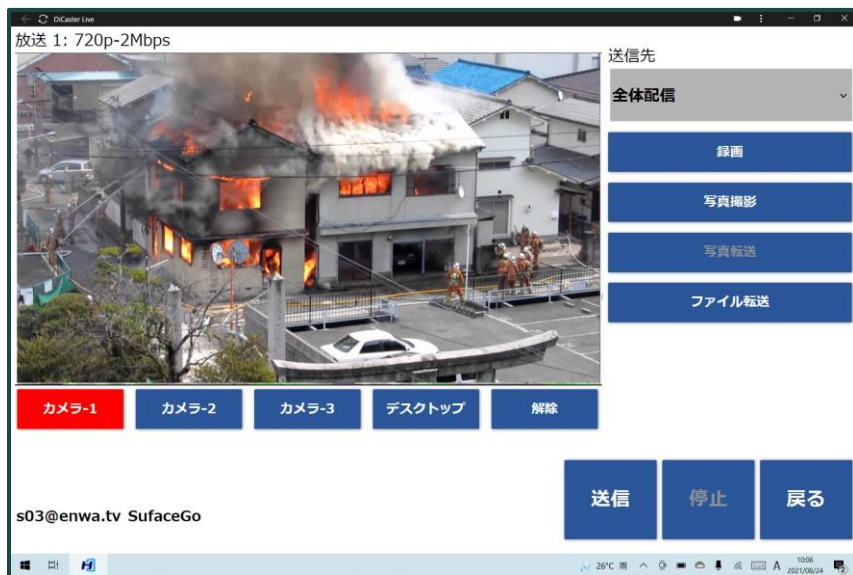 DiCaster Live
放送 1: 720p-2Mbps
送信先
全体配信
録画
写真撮影
写真転送
ファイル転送
カメラ-1
カメラ-2
カメラ-3
デスクトップ
解除
送信
停止
戻る
s03@enwa.tv SufaceGo
26°C 雨
A
10:06
2021/08/24
2